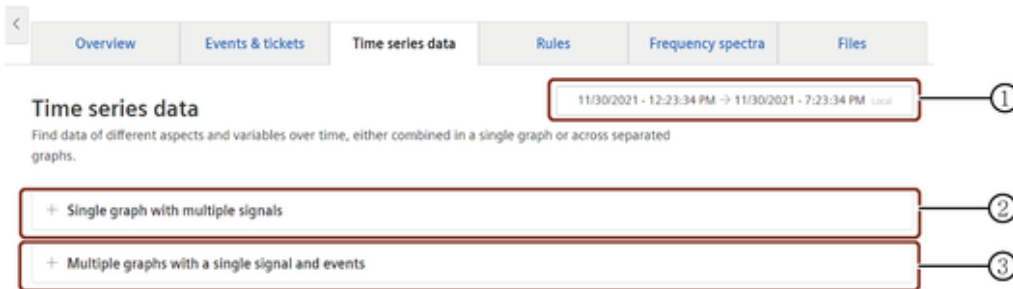 Overview Events & tickets Time series data Rules Frequency spectra Files
11/30/2021 - 12:23:34 PM → 11/30/2021 - 7:23:34 PM Local
①
Time series data
Find data of different aspects and variables over time, either combined in a single graph or across separated
graphs.
+ Single graph with multiple signals
②
+ Multiple graphs with a single signal and events
③